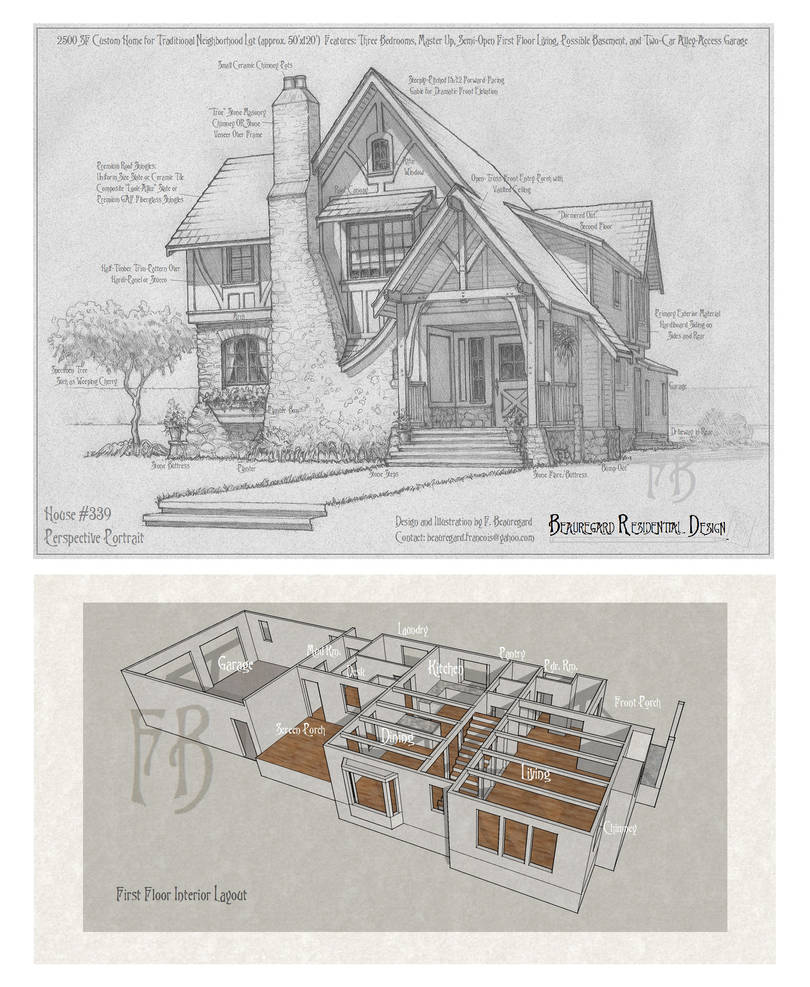 2500 SF Custom Home for Traditional Neighborhood Lot (approx. 50'x120') Features: Three Bedrooms, Master Up, Semi-Open First Floor Living, Possible Basement, and Two-Car Alley-Access Garage
Small Ceramic Chimney Pots
Steeply-Pitched 15/12 Forward-Facing
Gable for Dramatic Front Elevation
"True" Stone Masonry
Chimney OR Stone
Veneer Over Frame
Premium Roof Shingles:
Uniform Size Slate or Ceramic Tile
Composite "Look-Alike" Slate or
Premium GAF Fiberglass Shingles
Attic
Window
Roof Canopy
Open-Truss Front Entry Porch with
Vaulted Ceiling
"Dormered Out"
Second Floor
Half-Timber Trim Pattern Over
Hardi-Panel or Stucco
Arch
Primary Exterior Material
Hardboard Siding on
Sides and Rear
Specimen Tree
Such as Weeping Cherry
Garage
Planter Box
Driveway in Rear
Stone Buttress
Planter
Stone Steps
Stone Piers/Buttress
"Bump-Out"
FB
House #339
Perspective Portrait
Design and Illustration by F. Beauregard
Contact: beauregard.francois@yahoo.com
Beauregard Residential Design
Laundry
Mud Rm.
Pantry
Garage
Desk
Kitchen
Pdr. Rm.
Front Porch
FB
Screen Porch
Dining
Living
Chimney
First Floor Interior Layout